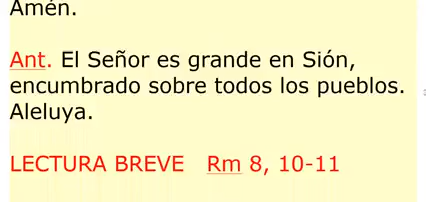 Amén.
Ant. El Señor es grande en Sión,
encumbrado sobre todos los pueblos.
Aleluya.
LECTURA BREVE Rm 8, 10-11